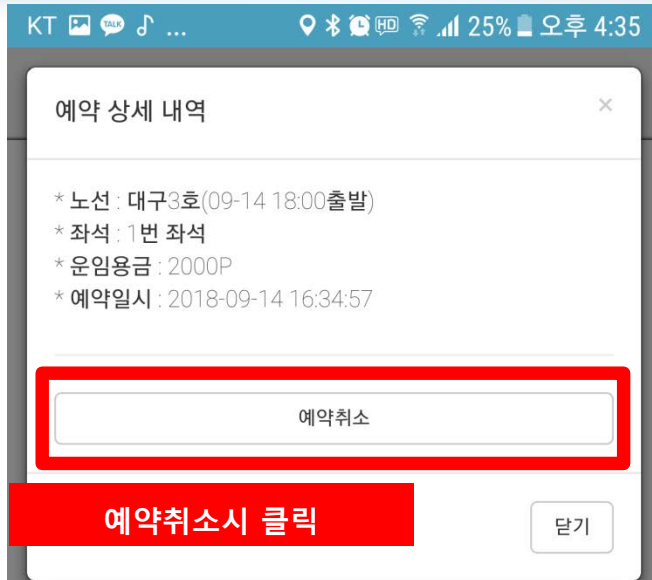 KT TALK ... HD 25% 오후 4:35
예약 상세 내역 ×
* 노선 : 대구3호(09-14 18:00출발)
* 좌석 : 1번 좌석
* 운임용금 : 2000P
* 예약일시 : 2018-09-14 16:34:57
예약취소
예약취소시 클릭
닫기